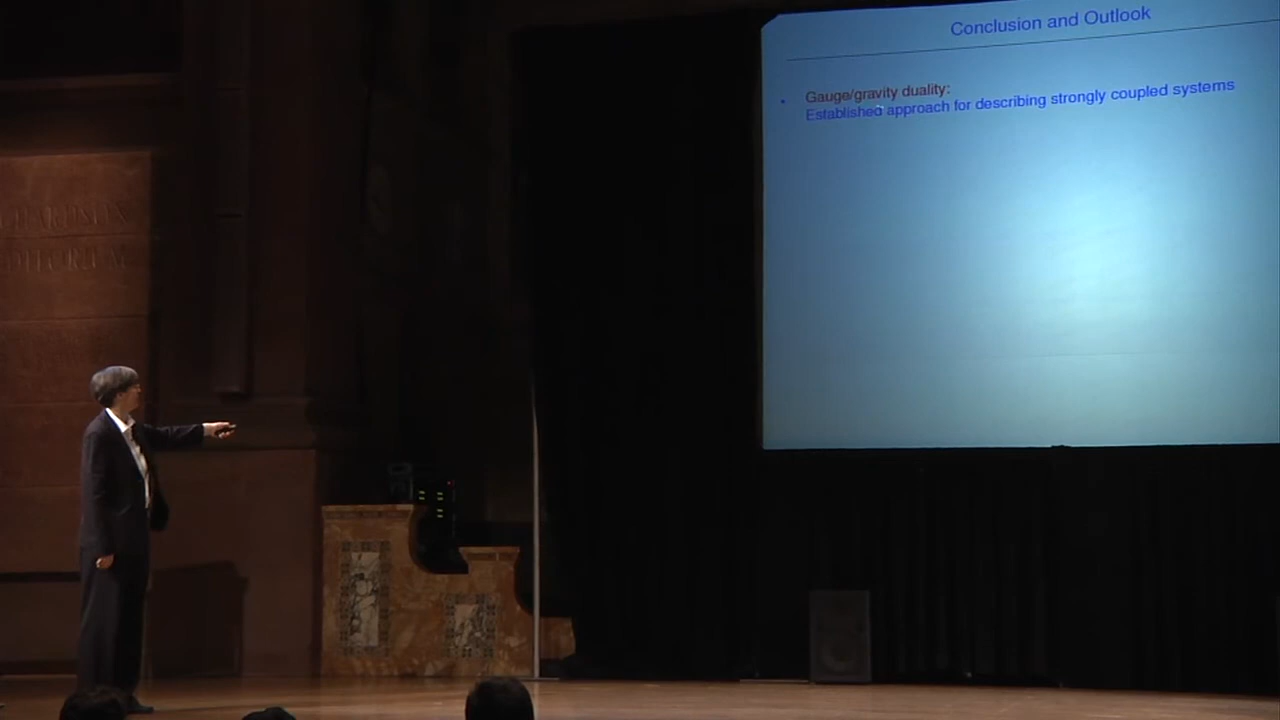 Conclusion and Outlook
Gauge/gravity duality:
Established approach for describing strongly coupled systems